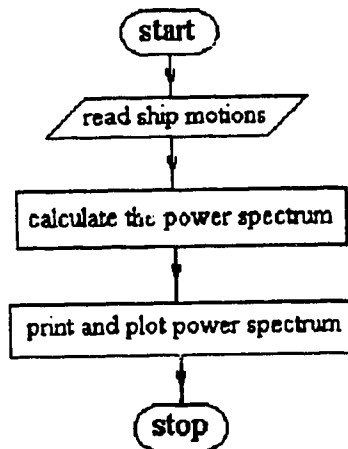 start
read ship motions
calculate the power spectrum
print and plot power spectrum
stop